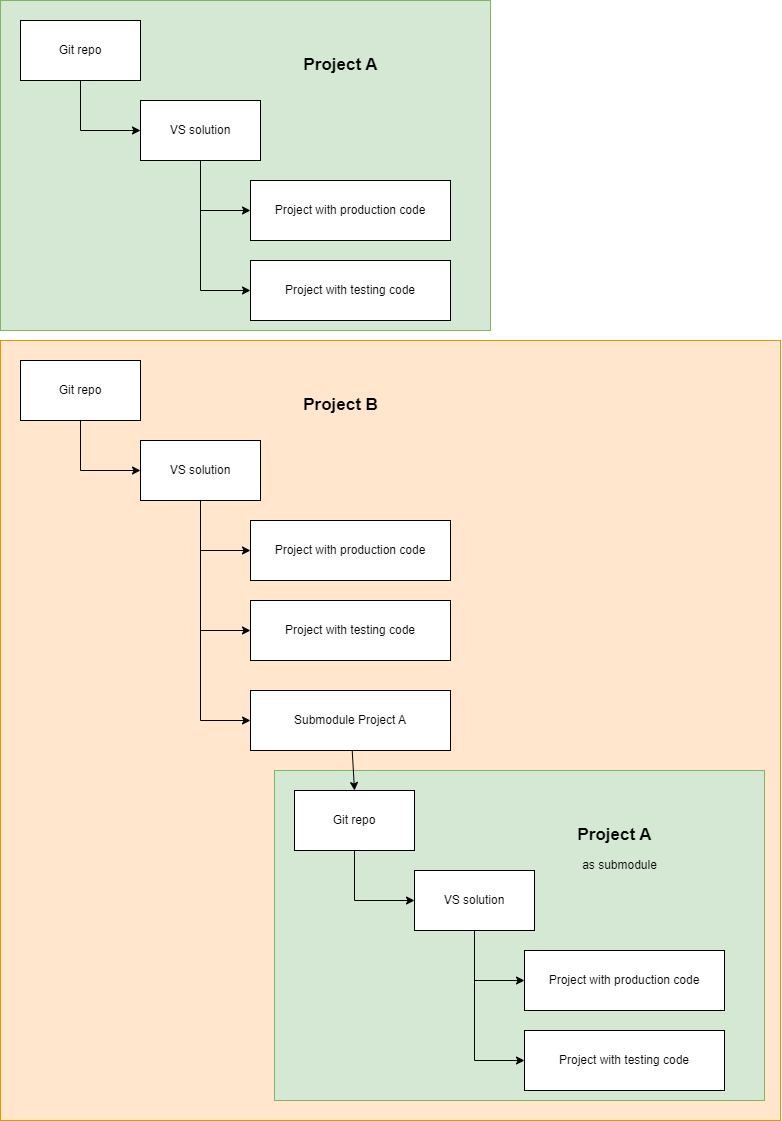 Git repo
Project A
VS solution
Project with production code
Project with testing code
Git repo
Project B
VS solution
Project with production code
Project with testing code
Submodule Project A
Git repo
Project A
as submodule
VS solution
Project with production code
Project with testing code